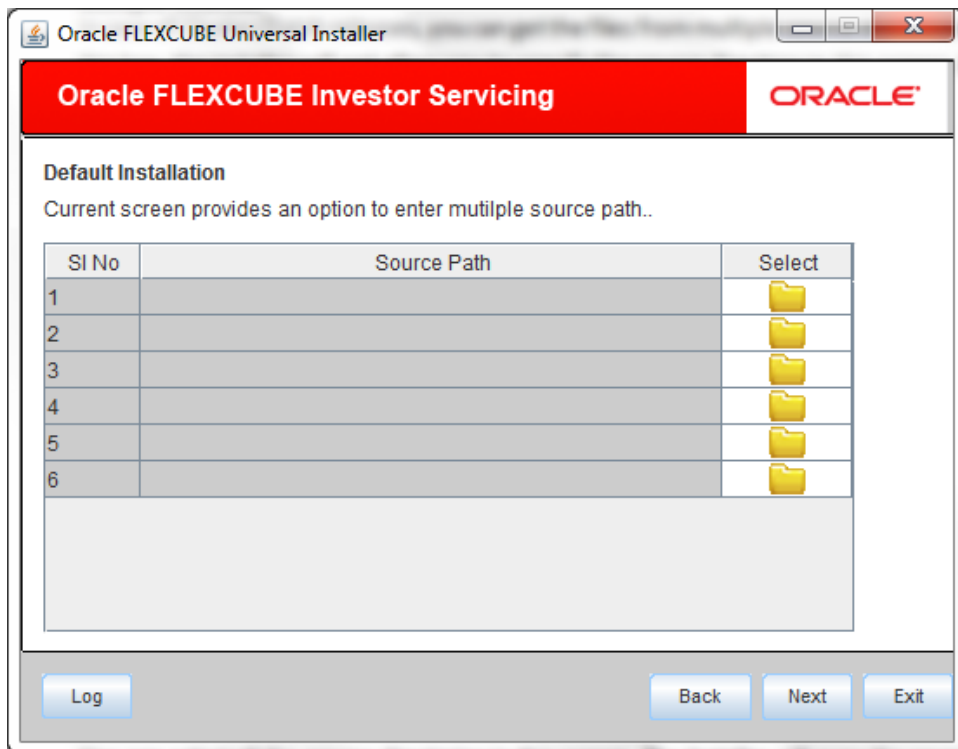 Oracle FLEXCUBE Universal Installer
Oracle FLEXCUBE Investor Servicing
ORACLE
Default Installation
Current screen provides an option to enter mutilple source path..
Sl No Source Path Select
1
2
3
4
5
6
Log Back Next Exit